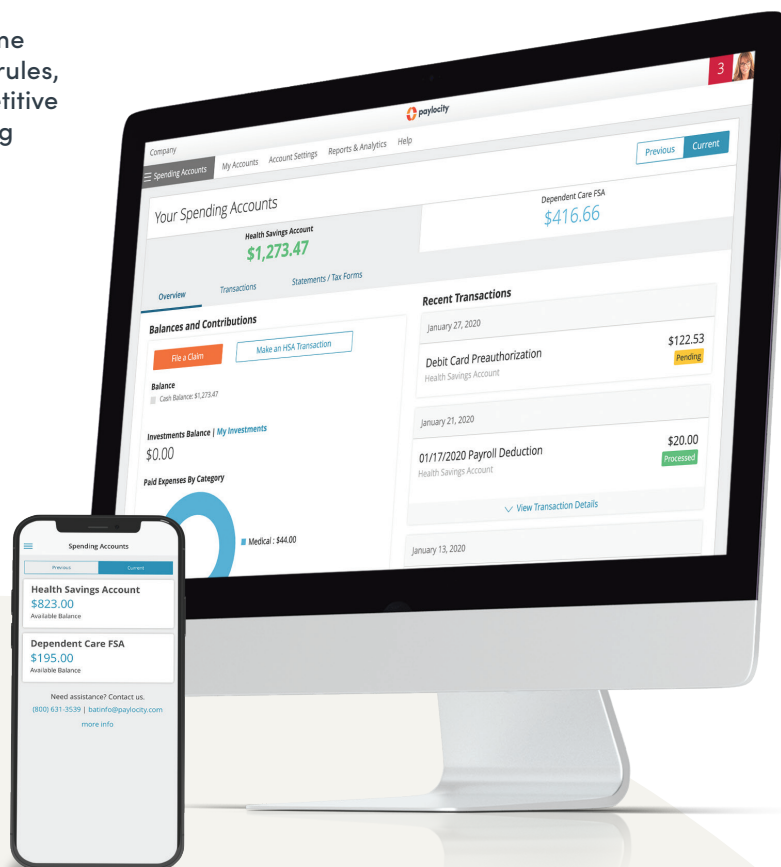 ne
rules,
etitive
g
3
paylocity
Company
Spending Accounts My Accounts Account Settings Reports & Analytics Help
Your Spending Accounts
Previous Current
Health Savings Account
$1,273.47
Dependent Care FSA
$416.66
Overview Transactions Statements / Tax Forms
Balances and Contributions
File a Claim Make an HSA Transaction
Balance
Cash Balance: $1,273.47
Investments Balance | My Investments
$0.00
Paid Expenses By Category
Medical : $44.00
Recent Transactions
January 27, 2020
Debit Card Preauthorization $122.53
Health Savings Account Pending
January 21, 2020
01/17/2020 Payroll Deduction $20.00
Health Savings Account Processed
View Transaction Details
January 13, 2020
Spending Accounts
Previous Current
Health Savings Account
$823.00
Available Balance
Dependent Care FSA
$195.00
Available Balance
Need assistance? Contact us.
(800) 631-3539 | batinfo@paylocity.com
more info